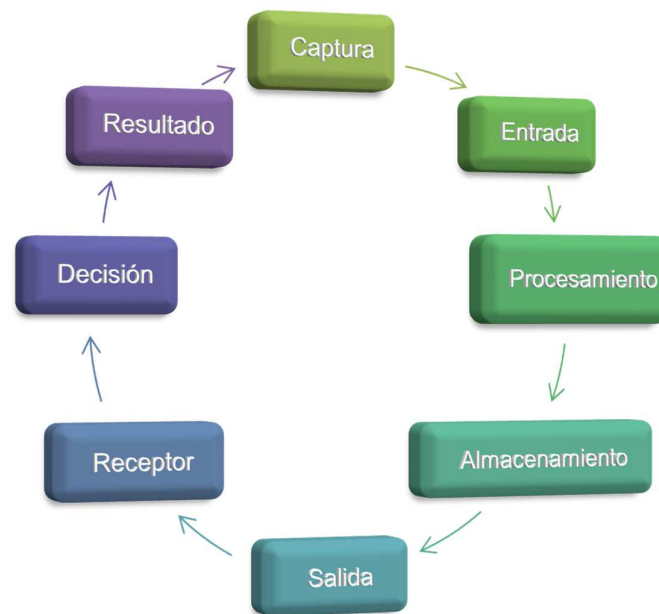 Captura
Entrada
Procesamiento
Almacenamiento
Salida
Receptor
Decisión
Resultado